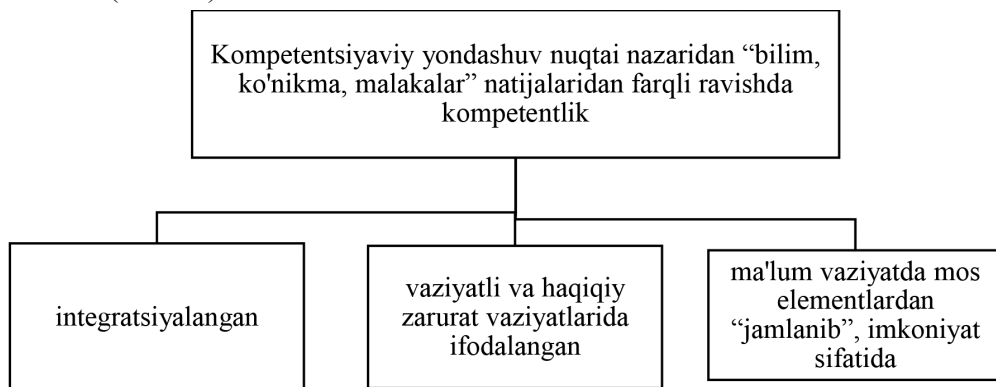 Kompetentsiyaviy yondashuv nuqtai nazaridan “bilim,
ko'nikma, malakalar” natijalaridan farqli ravishda
kompetentlik
integratsiyalangan
vaziyatli va haqiqiy
zarurat vaziyatlarida
ifodalangan
ma'lum vaziyatda mos
elementlardan
“jamlanib”, imkoniyat
sifatida